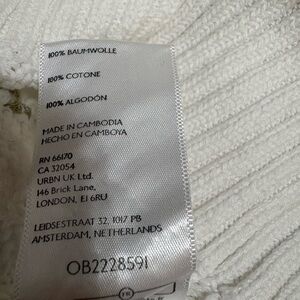 100% BAUMWOLLE
100% COTONE
100% ALGODÓN
MADE IN CAMBODIA
HECHO EN CAMBOYA
RN 66170
CA 32054
URBN UK Ltd.
146 Brick Lane,
LONDON, E1 6RU
LEIDSESTRAAT 32, 1017 PB
AMSTERDAM, NETHERLANDS
OB2228591